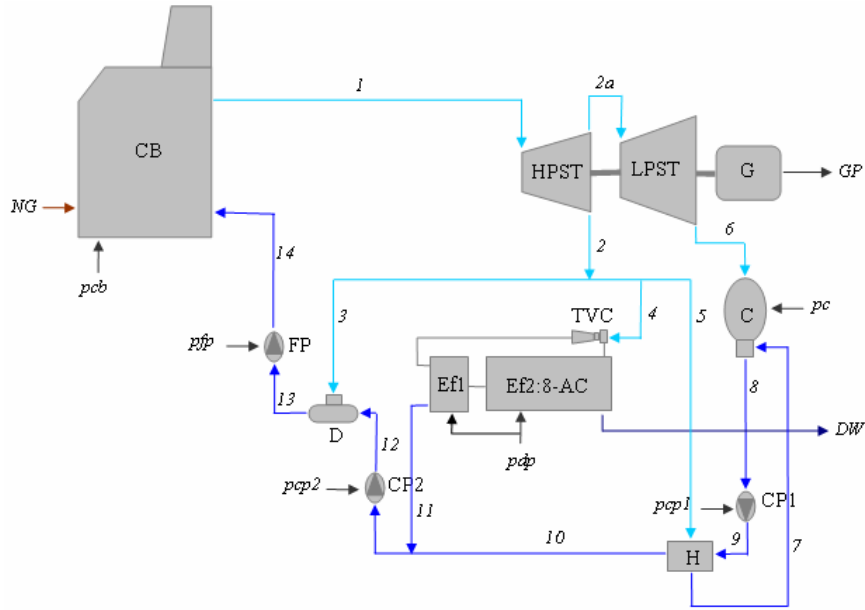 1
2a
CB
HPST
LPST
G
GP
NG
6
2
14
pcb
C
pc
3
TVC
4
5
pfp
FP
Ef1
Ef2:8-AC
8
13
D
DW
12
pdp
pcp2
CP2
11
pcp1
CP1
10
9
7
H